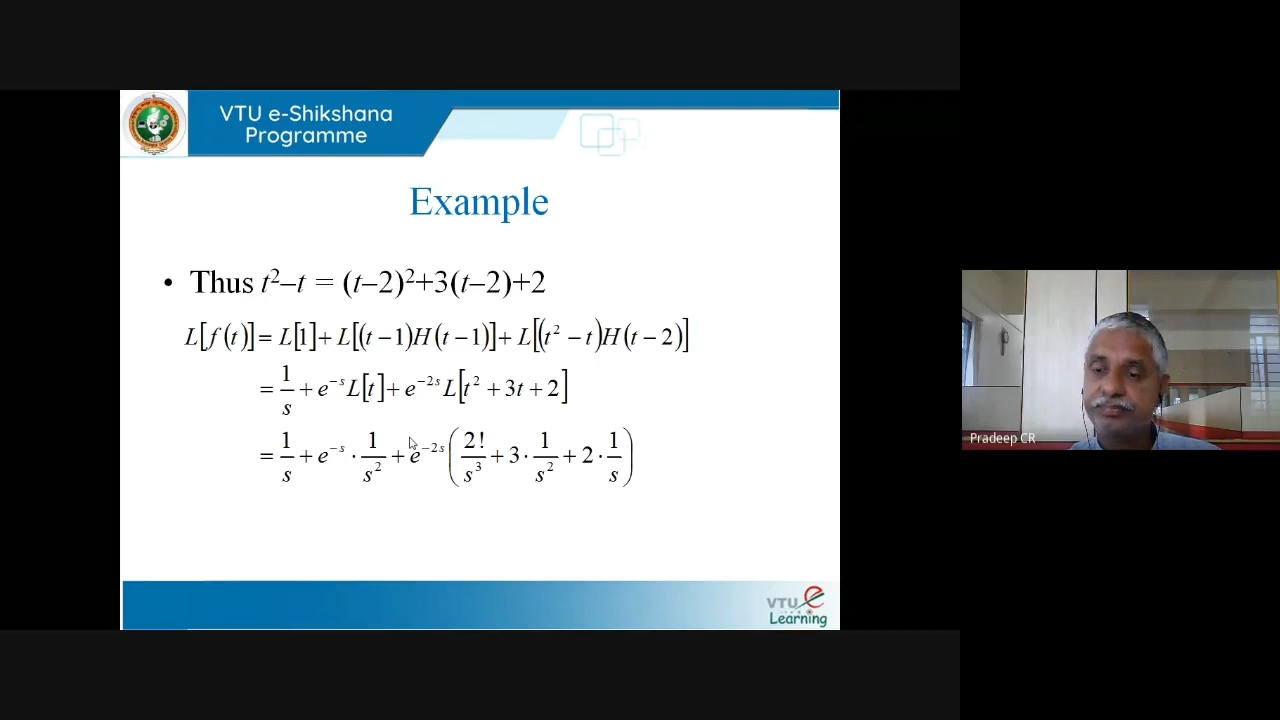 VTU e-Shikshana
Programme
Example
• Thus t²–t = (t–2)²+3(t–2)+2
L[f(t)] = L[1]+ L[(t −1)H(t −1)]+ L[(t² − t)H(t − 2)]
= 1/s + e^{−s} L[t] + e^{−2s} L[t² + 3t + 2]
= 1/s + e^{−s} · 1/s² + e^{−2s} (2!/s³ + 3 · 1/s² + 2 · 1/s)
Pradeep CR
VTU e
Learning